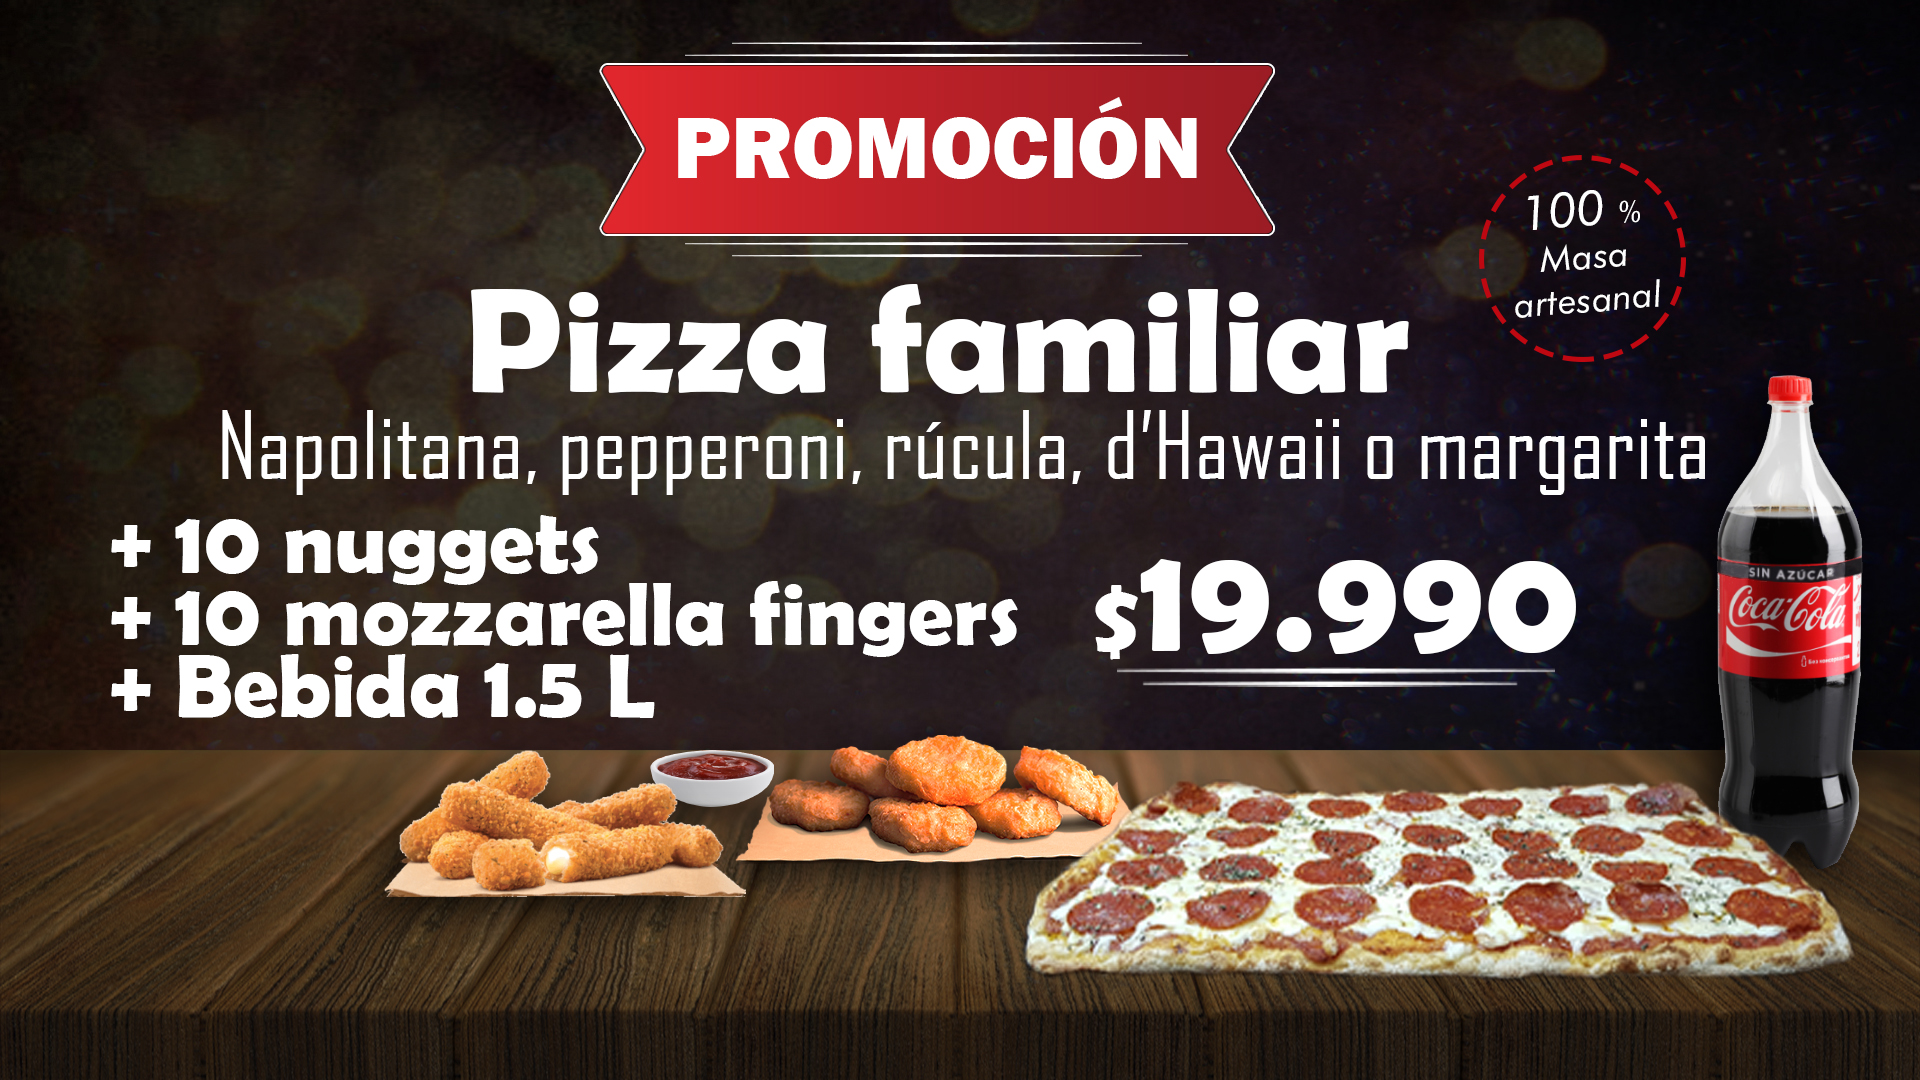 PROMOCIÓN
100 %
Masa
artesanal
Pizza familiar
Napolitana, pepperoni, rúcula, d'Hawaii o margarita
+ 10 nuggets
+ 10 mozzarella fingers
+ Bebida 1.5 L
$19.990
SIN AZÚCAR
Coca-Cola